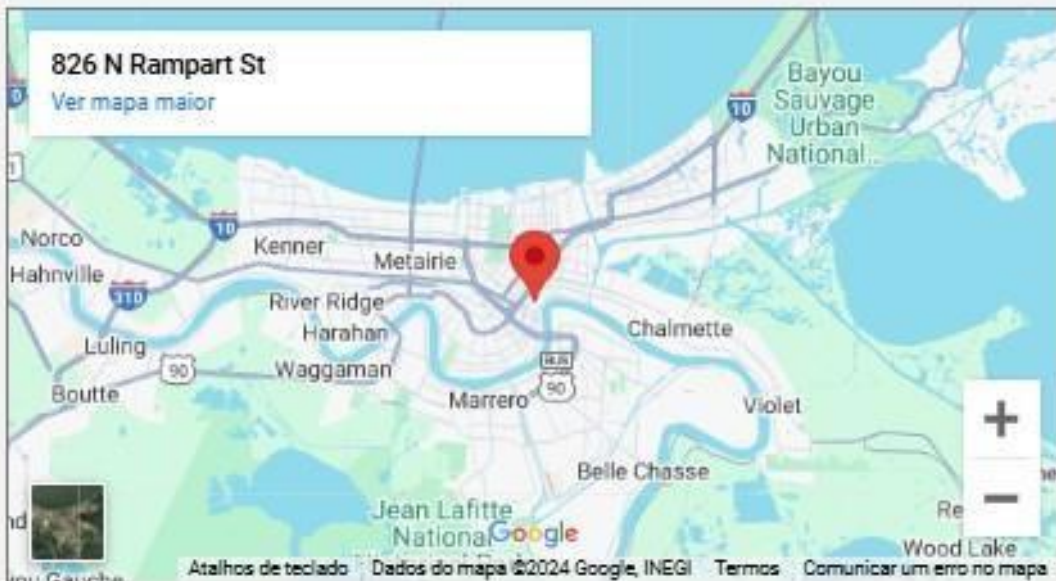 826 N Rampart St
Ver mapa maior
Bayou
Sauvage
Urban
National...
10
10
Norco
Kenner
Metairie
Hahnville
310
River Ridge
Harahan
Chalmette
Luling
Waggaman
90
BUS
90
Boutte
Marrero
Violet
+
Belle Chasse
−
Jean Lafitte
National
Google
Wood Lake
Atalhos de teclado Dados do mapa ©2024 Google, INEGI Termos Comunicar um erro no mapa